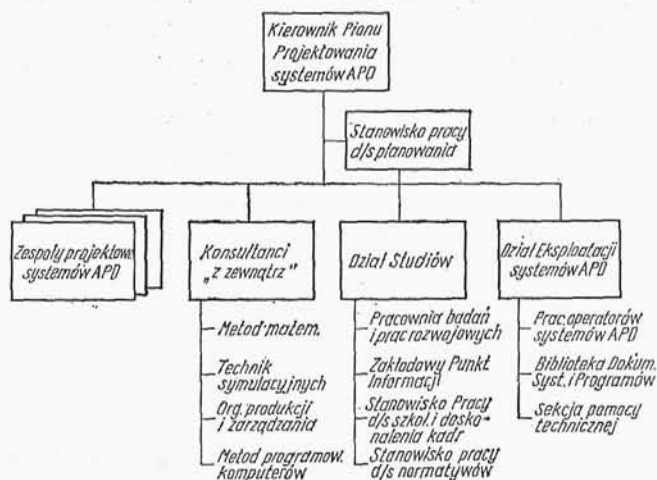 Kierownik Pionu
Projektowania
systemów APD
Stanowisko pracy
d/s planowania
Zespoły projektow.
systemów APD
Konsultanci
„z zewnątrz”
Dział Studiów
Dział Eksploatacji
systemów APD
Metod matem.
Technik
symulacyjnych
Org. produkcji
i zarządzania
Metod programow.
komputerów
Pracownia badań
i prac rozwojowych
Zakładowy Punkt
Informacji
Stanowisko Pracy
d/s szkol. i dosko-
nalenia kadr
Stanowisko pracy
d/s normatywów
Prac. operatorów
systemów APD
Biblioteka Dokum.
Syst. i Programów
Sekcja pomocy
technicznej